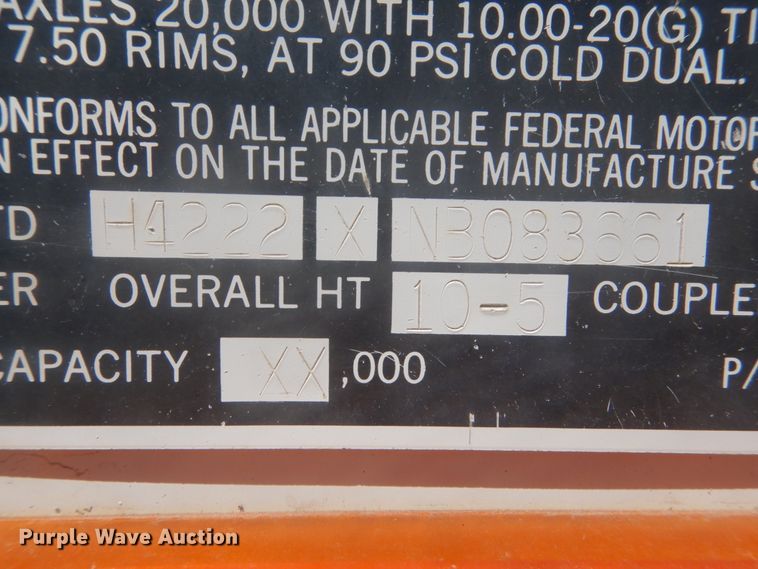 AXLES 20,000 WITH 10.00-20(G) TI
7.50 RIMS, AT 90 PSI COLD DUAL.
ONFORMS TO ALL APPLICABLE FEDERAL MOTOR
N EFFECT ON THE DATE OF MANUFACTURE S
TD H4222 X NB083661
ER OVERALL HT 10-5 COUPLE
CAPACITY XX ,000 P/
Purple Wave Auction